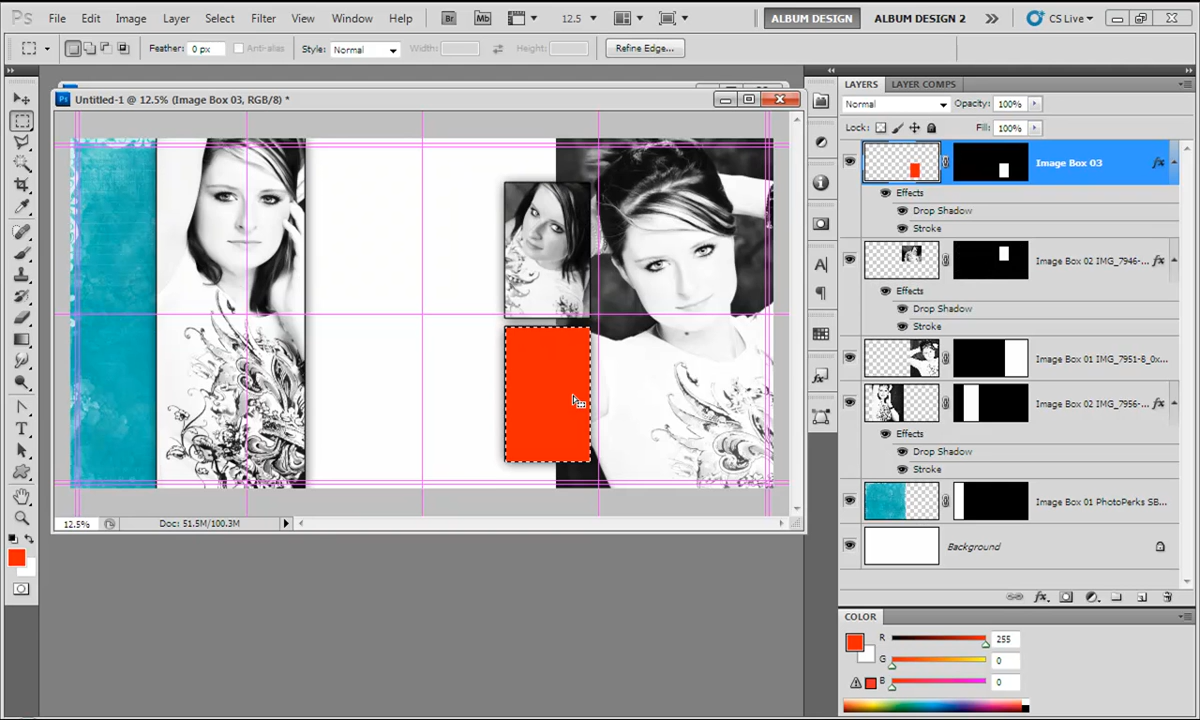 Ps File Edit Image Layer Select Filter View Window Help Br Mb 12.5 ALBUM DESIGN ALBUM DESIGN 2 CS Live
Feather: 0 px Anti-alias Style: Normal Width: Height: Refine Edge...
Untitled-1 @ 12.5% (Image Box 03, RGB/8) *
LAYERS LAYER COMPS
Normal Opacity: 100%
Lock: Fill: 100%
Image Box 03 fx
Effects
Drop Shadow
Stroke
Image Box 02 IMG_7946-... fx
Effects
Drop Shadow
Stroke
Image Box 01 IMG_7951-B_0x...
Image Box 02 IMG_7956-... fx
Effects
Drop Shadow
Stroke
Image Box 01 PhotoPerks SB...
Background
12.5% Doc: 51.5M/100.3M
COLOR
R 255
G 0
B 0